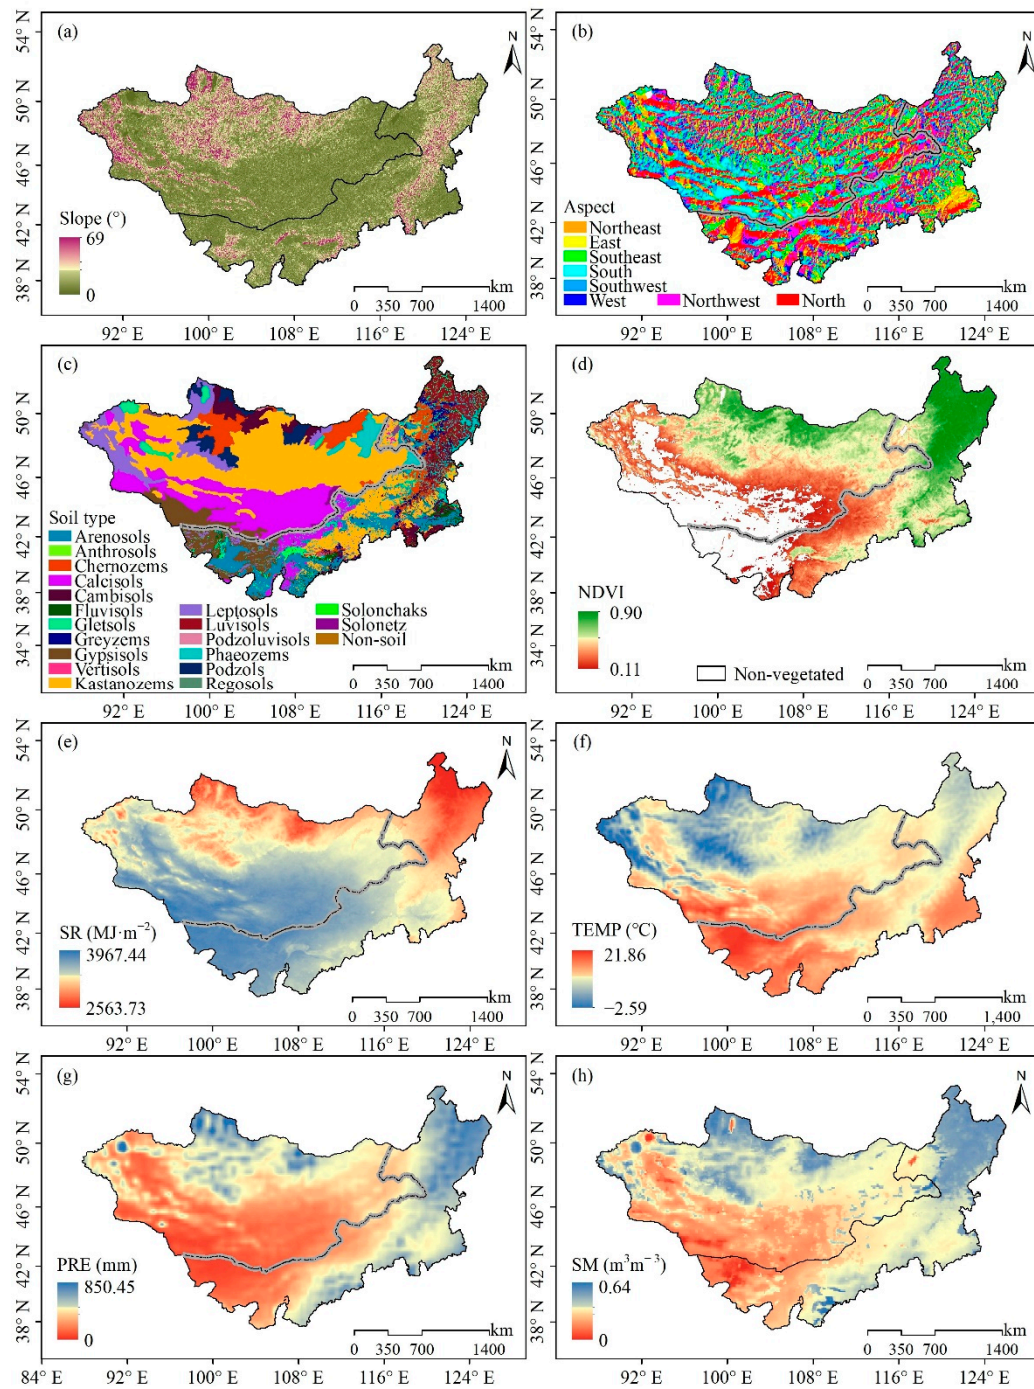 (a)
N
54° N
50° N
46° N
42° N
38° N
Slope (°)
69
0
km
0 350 700 1400
92° E 100° E 108° E 116° E 124° E
(b)
N
54° N
50° N
46° N
42° N
38° N
Aspect
Northeast
East
Southeast
South
Southwest
West Northwest North
km
0 350 700 1400
92° E 100° E 108° E 116° E 124° E
(c)
50° N
46° N
42° N
38° N
34° N
Soil type
Arenosols
Anthrosols
Chernozems
Calcisols
Cambisols
Fluvisols Leptosols Solonchaks
Gletsols Luvisols Solonetz
Greyzems Podzoluvisols Non-soil
Gypsisols Phaeozems
Vertisols Podzols
Kastanozems Regosols
km
0 350 700 1400
92° E 100° E 108° E 116° E 124° E
(d)
50° N
46° N
42° N
38° N
34° N
NDVI
0.90
0.11
Non-vegetated
km
0 350 700 1400
92° E 100° E 108° E 116° E 124° E
(e)
N
54° N
50° N
46° N
42° N
38° N
SR (MJ·m⁻²)
3967.44
2563.73
km
0 350 700 1400
92° E 100° E 108° E 116° E 124° E
(f)
N
54° N
50° N
46° N
42° N
38° N
TEMP (℃)
21.86
−2.59
km
0 350 700 1,400
92° E 100° E 108° E 116° E 124° E
(g)
N
54° N
50° N
46° N
42° N
38° N
PRE (mm)
850.45
0
km
0 350 700 1400
84° E 92° E 100° E 108° E 116° E 124° E
(h)
N
54° N
50° N
46° N
42° N
38° N
SM (m³m⁻³)
0.64
0
km
0 350 700 1400
92° E 100° E 108° E 116° E 124° E